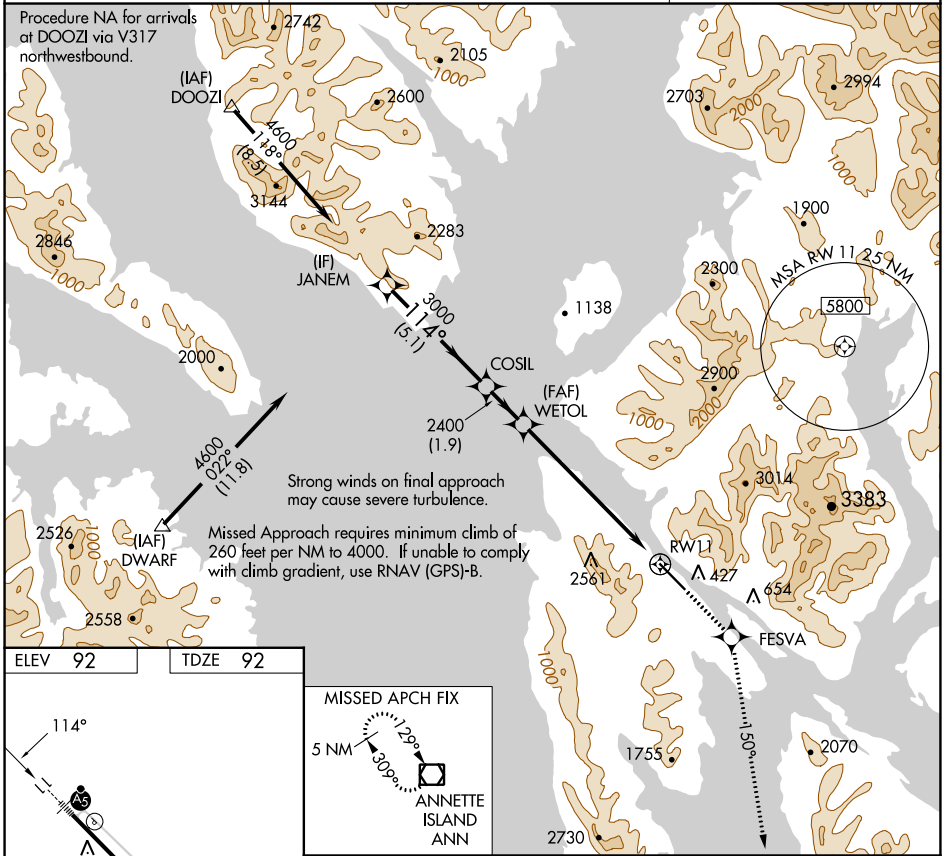 Procedure NA for arrivals
at DOOZI via V317
northwestbound.
2742
2105
1000
(IAF)
DOOZI
2600
4600
118°
(8.5)
3144
2283
2703
2000
2994
1000
1900
2846
1000
(IF)
JANEM
3000
114°
(5.1)
1138
2300
MSA RW 11 25 NM
5800
2000
COSIL
(FAF)
WETOL
2400
(1.9)
2900
1000
2000
4600
022°
(11.8)
Strong winds on final approach
may cause severe turbulence.
3014
3383
2526
1000
(IAF)
DWARF
Missed Approach requires minimum climb of
260 feet per NM to 4000. If unable to comply
with climb gradient, use RNAV (GPS)-B.
2561
RW11
427
654
2558
FESVA
ELEV 92
TDZE 92
1000
150°
1755
2070
2730
114°
A5
P
MISSED APCH FIX
5 NM
129°
309°
ANNETTE
ISLAND
ANN